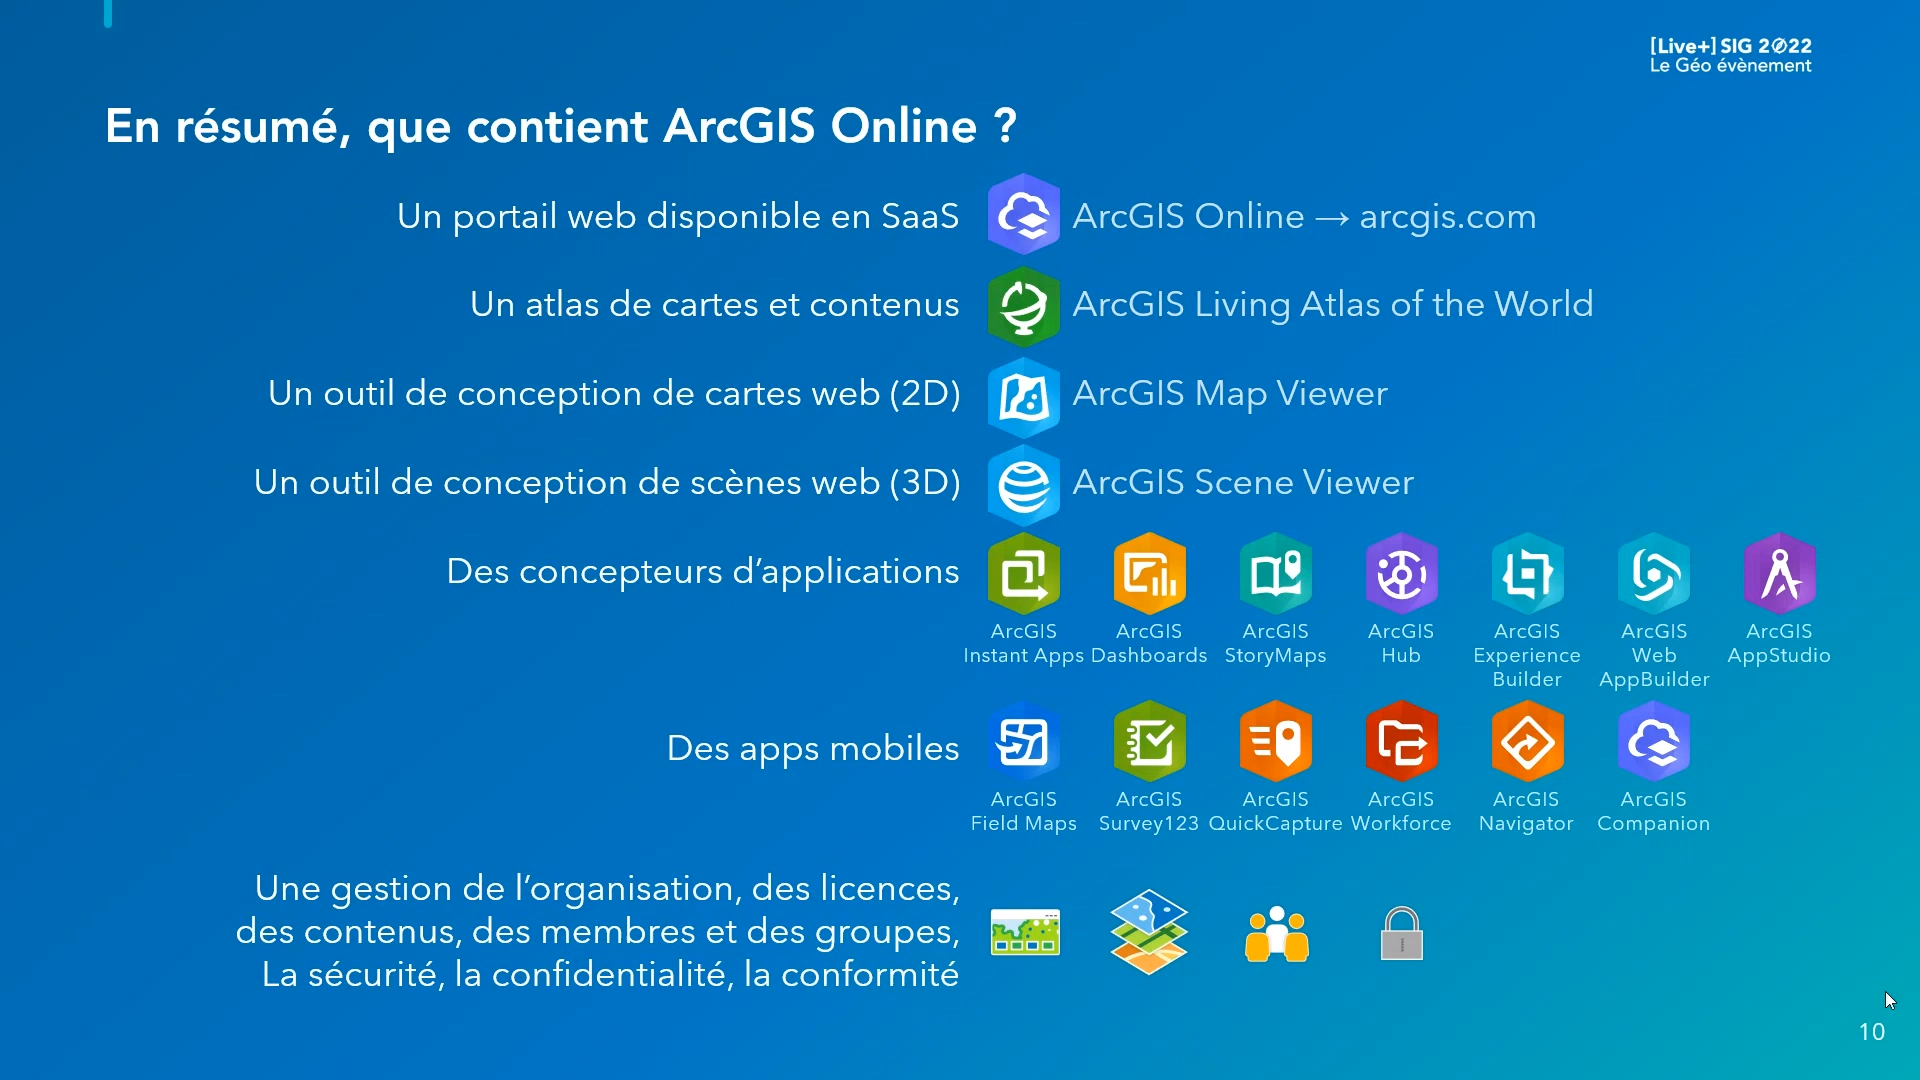 [Live+] SIG 2022
Le Géo évènement
En résumé, que contient ArcGIS Online ?
Un portail web disponible en SaaS
ArcGIS Online → arcgis.com
Un atlas de cartes et contenus
ArcGIS Living Atlas of the World
Un outil de conception de cartes web (2D)
ArcGIS Map Viewer
Un outil de conception de scènes web (3D)
ArcGIS Scene Viewer
Des concepteurs d’applications
ArcGIS
Instant Apps
ArcGIS
Dashboards
ArcGIS
StoryMaps
ArcGIS
Hub
ArcGIS
Experience
Builder
ArcGIS
Web
AppBuilder
ArcGIS
AppStudio
Des apps mobiles
ArcGIS
Field Maps
ArcGIS
Survey123
ArcGIS
QuickCapture
ArcGIS
Workforce
ArcGIS
Navigator
ArcGIS
Companion
Une gestion de l’organisation, des licences,
des contenus, des membres et des groupes,
La sécurité, la confidentialité, la conformité
10